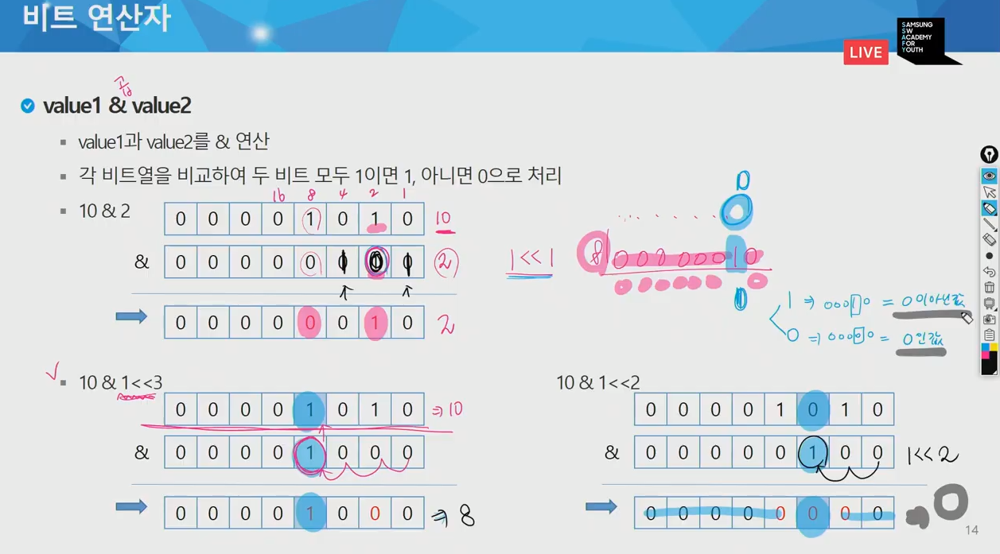 비트 연산자
LIVE
SAMSUNG
SW
ACADEMY
FOR
YOUTH
곱
value1 & value2
value1과 value2를 & 연산
각 비트열을 비교하여 두 비트 모두 1이면 1, 아니면 0으로 처리
16 8 4 2 1
10 & 2
0 0 0 0 1 0 1 0 10
& 0 0 0 0 0 0 2
0 0 0 0 0 0 1 0 2
0
1<<1
8 0 0 0 0 0 0 1 0
0
1 ⇒ 00010 = 0이아닌값
0 ⇒ 00000 = 0인값
10 & 1<<3
0 0 0 0 1 0 1 0 ⇒10
& 0 0 0 0 1 0 0 0
0 0 0 0 1 0 0 0 ⇒ 8
10 & 1<<2
0 0 0 0 1 0 1 0
& 0 0 0 0 0 1 0 0 1<<2
0 0 0 0 0 0 0 0 0
14